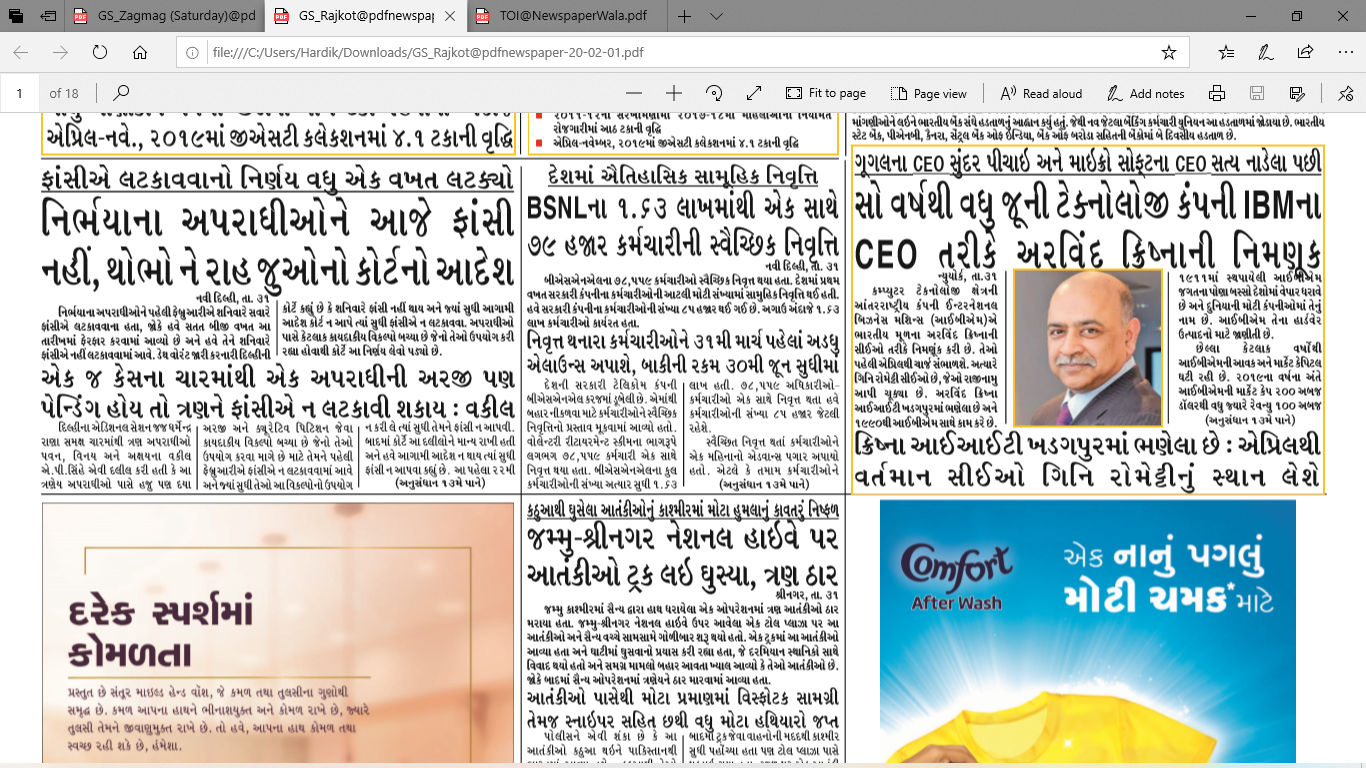 GS_Zagmag (Saturday)@pd
GS_Rajkot@pdfnewspap
TOI@NewspaperWala.pdf
file:///C:/Users/Hardik/Downloads/GS_Rajkot@pdfnewspaper-20-02-01.pdf
1 of 18
Fit to page
Page view
Read aloud
Add notes
એપ્રિલ-નવે., ૨૦૧૯માં જીએસટી કલેકશનમાં ૪.૧ ટકાની વૃદ્ધિ
રોજગારીમાં આઠ ટકાની વૃદ્ધિ
એપ્રિલ-નવેમ્બર, ૨૦૧૯માં જીએસટી કલેકશનમાં ૪.૧ ટકાની વૃદ્ધિ
માંગણીઓને લઇને ભારતીય બેંક સંઘે હડતાળનું આહ્વાન કર્યું હતું. જેથી નવ જેટલા બેંકિંગ કર્મચારી યુનિયન આ હડતાળમાં જોડાયા છે. ભારતીય
સ્ટેટ બેંક, પીએનબી, કેનરા, સેંટ્રલ બેંક ઓફ ઇન્ડિયા, બેંક ઓફ બરોડા સહિતની બેંકોમાં બે દિવસીય હડતાળ છે.
ફાંસીએ લટકાવવાનો નિર્ણય વધુ એક વખત લટક્યો
નિર્ભયાના અપરાધીઓને આજે ફાંસી
નહીં, થોભો ને રાહ જુઓનો કોર્ટનો આદેશ
નવી દિલ્હી, તા. ૩૧
નિર્ભયાના અપરાધીઓને પહેલી ફેબ્રુઆરીએ શનિવારે સવારે
ફાંસીએ લટકાવવાના હતા, જોકે હવે સતત બીજી વખત આ
તારીખમાં ફેરફાર કરવામાં આવ્યો છે અને હવે તેને શનિવારે
ફાંસીએ નહીં લટકાવવામાં આવે. ડેથ વોરંટ જારી કરનારી દિલ્હીની
કોર્ટે કહ્યું છે કે શનિવારે ફાંસી નહીં થાય અને જ્યાં સુધી આગામી
આદેશ કોર્ટ ન આપે ત્યાં સુધી ફાંસીએ ન લટકાવવા. અપરાધીઓ
પાસે કેટલાક કાયદાકીય વિકલ્પો બચ્યા છે જેનો તેઓ ઉપયોગ કરી
રહ્યા હોવાથી કોર્ટે આ નિર્ણય લેવો પડ્યો છે.
એક જ કેસના ચારમાંથી એક અપરાધીની અરજી પણ
પેન્ડિંગ હોય તો ત્રણને ફાંસીએ ન લટકાવી શકાય : વકીલ
દિલ્હીના એડિશનલ સેશન જજ ધર્મેન્દ્ર
રાણા સમક્ષ ચારમાંથી ત્રણ અપરાધીઓ
પવન, વિનય અને અક્ષયના વકીલ
એ.પી.સિંહે એવી દલીલ કરી હતી કે આ
ત્રણેય અપરાધીઓ પાસે હજુ પણ દયા
અરજી અને ક્યુરેટિવ પિટિશન જેવા
કાયદાકીય વિકલ્પો બચ્યા છે જેનો તેઓ
ઉપયોગ કરવા માગે છે માટે તેમને પહેલી
ફેબ્રુઆરીએ ફાંસીએ ન લટકાવવામાં આવે
અને જ્યાં સુધી તેઓ આ વિકલ્પોનો ઉપયોગ
ન કરી લે ત્યાં સુધી તેમને ફાંસી ન આપવી.
બાદમાં કોર્ટે આ દલીલોને માન્ય રાખી હતી
અને હવે આગામી આદેશ ન થાય ત્યાં સુધી
ફાંસી ન આપવા કહ્યું છે. આ પહેલા ૨૨મી
(અનુસંધાન ૧૩મે પાને)
દેશમાં ઐતિહાસિક સામૂહિક નિવૃત્તિ
BSNLના ૧.૬૩ લાખમાંથી એક સાથે
૭૯ હજાર કર્મચારીની સ્વૈચ્છિક નિવૃત્તિ
નવી દિલ્હી, તા. ૩૧
બીએસએનએલના ૭૮,૫૫૯ કર્મચારીઓ સ્વૈચ્છિક નિવૃત્ત થયા હતા. દેશમાં પ્રથમ
વખત સરકારી કંપનીના કર્મચારીઓની આટલી મોટી સંખ્યામાં સામુહિક નિવૃત્તિ થઈ હતી.
હવે સરકારી કંપનીના કર્મચારીઓની સંખ્યા ૮૫ હજાર થઈ ગઈ છે. અગાઉ અંદાજે ૧.૬૩
લાખ કર્મચારીઓ કાર્યરત હતા.
નિવૃત્ત થનારા કર્મચારીઓને ૩૧મી માર્ચ પહેલાં અડધુ
એલાઉન્સ અપાશે, બાકીની રકમ ૩૦મી જૂન સુધીમાં
દેશની સરકારી ટેલિકોમ કંપની
બીએસએનએલ કરજમાં ડૂબેલી છે. એમાંથી
બહાર નીકળવા માટે કર્મચારીઓને સ્વૈચ્છિક
નિવૃત્તિનો પ્રસ્તાવ મૂકવામાં આવ્યો હતો.
વોલેન્ટરી રીટાયરમેન્ટ સ્કીમના ભાગરૂપે
લગભગ ૭૮,૫૫૯ કર્મચારી એક સાથે
નિવૃત્ત થયા હતા. બીએસએનએલના કુલ
કર્મચારીઓની સંખ્યા અત્યાર સુધી ૧.૬૩
લાખ હતી. ૭૮,૫૫૯ અધિકારીઓ-
કર્મચારીઓ એક સાથે નિવૃત્ત થતા હવે
કર્મચારીઓની સંખ્યા ૮૫ હજાર જેટલી
રહેશે.
સ્વૈચ્છિત નિવૃત્ત થતાં કર્મચારીઓને
એક મહિનાનો એડવાન્સ પગાર અપાયો
હતો. એટલે કે તમામ કર્મચારીઓને
(અનુસંધાન ૧૩મે પાને)
ગૂગલના CEO સુંદર પીચાઇ અને માઇક્રો સોફ્ટના CEO સત્ય નાડેલા પછી
સો વર્ષથી વધુ જૂની ટેક્નોલોજી કંપની IBMના
CEO તરીકે અરવિંદ ક્રિષ્નાની નિમણૂક
ન્યુયોર્ક, તા.૩૧
કમ્પ્યુટર ટેકનોલોજી ક્ષેત્રની
આંતરરાષ્ટ્રીય કંપની ઈન્ટરનેશનલ
બિઝનેસ મશિન્સ (આઈબીએમ)એ
ભારતીય મૂળના અરવિંદ ક્રિષ્નાની
સીઈઓ તરીકે નિમણૂંક કરી છે. તેઓ
પહેલી એપ્રિલથી ચાર્જ સંભાળશે. અત્યારે
ગિનિ રોમેટ્ટી સીઈઓ છે, જેઓ રાજીનામુ
આપી ચૂક્યા છે. અરવિંદ ક્રિષ્ના
આઈઆઈટી ખડગપુરમાં ભણેલા છે અને
૧૯૯૦થી આઈબીએમ સાથે કામ કરે છે.
૧૯૧૧માં સ્થપાયેલી આઈબીએમ
જગતના પોણા બસ્સો દેશોમાં વેપાર ધરાવે
છે અને દુનિયાની મોટી કંપનીઓમાં તેનું
નામ છે. આઈબીએમ તેના હાર્ડવેર
ઉત્પાદનો માટે જાણીતી છે.
છેલ્લા કેટલાક વર્ષોથી
આઈબીએમની આવક અને માર્કેટ કેપિટલ
ઘટી રહી છે. ૨૦૧૯ના વર્ષના અંતે
આઈબીએમની માર્કેટ કેપ ૨૦૦ અબજ
ડૉલરથી વધુ જ્યારે રેવન્યુ ૧૦૦ અબજ
(અનુસંધાન ૧૩મે પાને)
ક્રિષ્ના આઈઆઈટી ખડગપુરમાં ભણેલા છે : એપ્રિલથી
વર્તમાન સીઈઓ ગિનિ રોમેટ્ટીનું સ્થાન લેશે
કઠુઆથી ઘુસેલા આતંકીઓનું કાશ્મીરમાં મોટા હુમલાનું કાવતરું નિષ્ફળ
જમ્મુ-શ્રીનગર નેશનલ હાઇવે પર
આતંકીઓ ટ્રક લઇ ઘુસ્યા, ત્રણ ઠાર
શ્રીનગર, તા. ૩૧
જમ્મુ કાશ્મીરમાં સૈન્ય દ્વારા હાથ ધરાયેલા એક ઓપરેશનમાં ત્રણ આતંકીઓ ઠાર
મરાયા હતા. જમ્મુ-શ્રીનગર નેશનલ હાઇવે ઉપર આવેલા એક ટોલ પ્લાઝા પર આ
આતંકીઓ અને સૈન્ય વચ્ચે સામસામે ગોળીબાર શરૂ થયો હતો. એક ટ્રકમાં આ આતંકીઓ
આવ્યા હતા અને ઘાટીમાં ઘુસવાનો પ્રયાસ કરી રહ્યા હતા, જે દરમિયાન સ્થાનિકો સાથે
વિવાદ થયો હતો અને સમગ્ર મામલો બહાર આવતા ખ્યાલ આવ્યો કે તેઓ આતંકીઓ છે.
જોકે બાદમાં સૈન્ય ઓપરેશનમાં ત્રણેયને ઠાર મારવામાં આવ્યા હતા.
આતંકીઓ પાસેથી મોટા પ્રમાણમાં વિસ્ફોટક સામગ્રી
તેમજ સ્નાઇપર સહિત છથી વધુ મોટા હથિયારો જપ્ત
પોલીસને એવી શંકા છે કે આ
આતંકીઓ કઠુઆ થઇને પાકિસ્તાનથી
બાદમાં ટ્રક જેવા વાહનોની મદદથી કાશ્મીર
સુધી પહોંચ્યા હતા પણ ટોલ પ્લાઝા પાસે
દરેક સ્પર્શમાં
કોમળતા
પ્રસ્તુત છે સંતૂર માઇલ્ડ હેન્ડ વૉશ, જે કમળ તથા તુલસીના ગુણોથી
સમૃદ્ધ છે. કમળ આપના હાથને ભીનાશયુક્ત અને કોમળ રાખે છે, જ્યારે
તુલસી તેમને જીવાણુમુક્ત રાખે છે. તો હવે, આપના હાથ કોમળ તથા
સ્વચ્છ રહી શકે છે, હંમેશા.
Comfort
After Wash
એક નાનું પગલું
મોટી ચમક* માટે